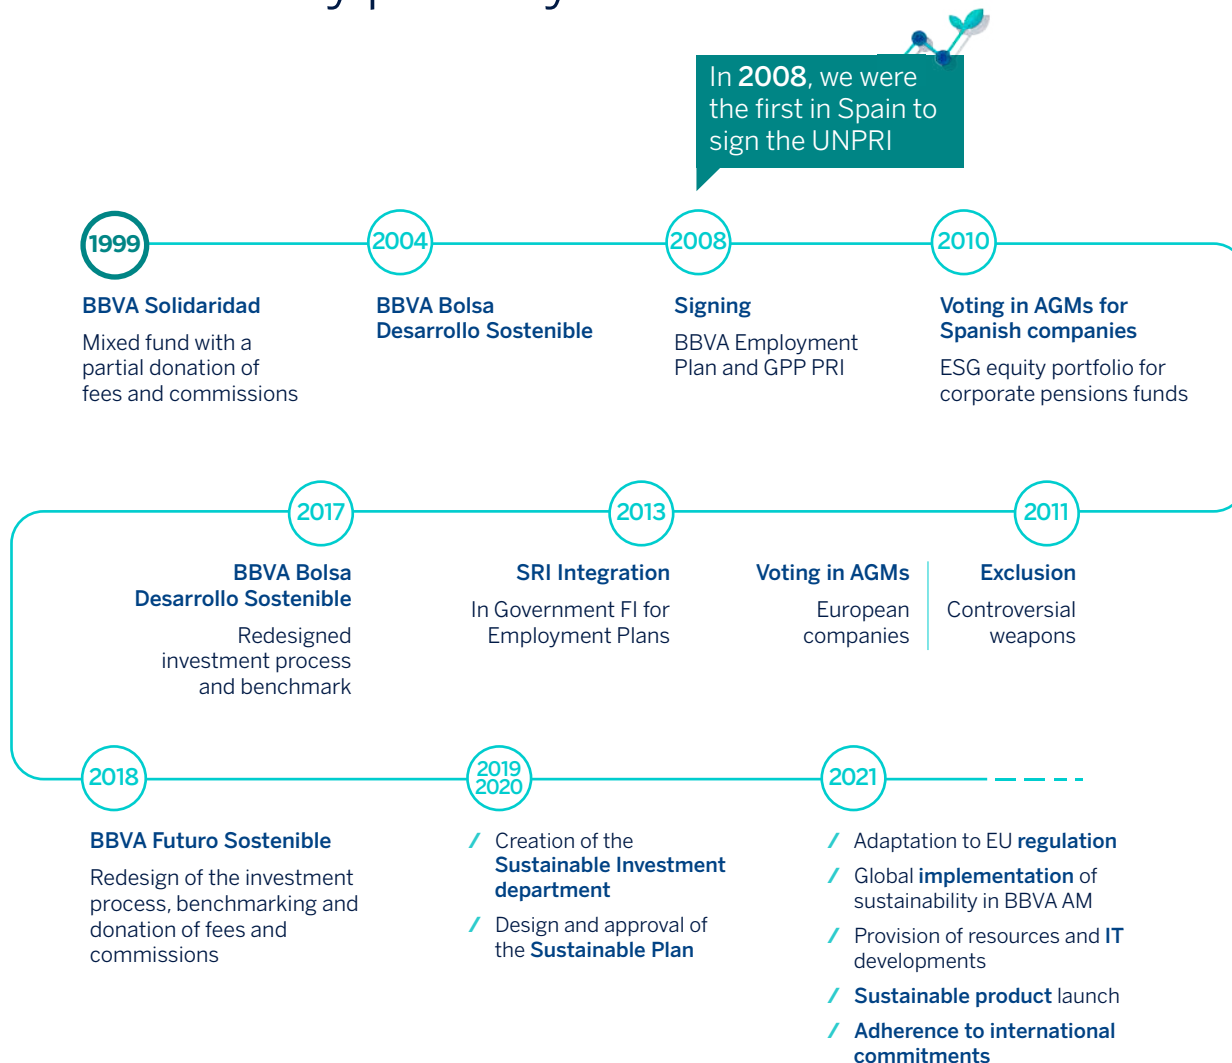 In 2008, we were
the first in Spain to
sign the UNPRI
1999
BBVA Solidaridad
Mixed fund with a
partial donation of
fees and commissions
2004
BBVA Bolsa
Desarrollo Sostenible
2008
Signing
BBVA Employment
Plan and GPP PRI
2010
Voting in AGMs for
Spanish companies
ESG equity portfolio for
corporate pensions funds
2017
BBVA Bolsa
Desarrollo Sostenible
Redesigned
investment process
and benchmark
2013
SRI Integration
In Government FI for
Employment Plans
2011
Voting in AGMs
European
companies
Exclusion
Controversial
weapons
2018
BBVA Futuro Sostenible
Redesign of the investment
process, benchmarking and
donation of fees and
commissions
2019
2020
/ Creation of the
Sustainable Investment
department
/ Design and approval of
the Sustainable Plan
2021
/ Adaptation to EU regulation
/ Global implementation of
sustainability in BBVA AM
/ Provision of resources and IT
developments
/ Sustainable product launch
/ Adherence to international
commitments